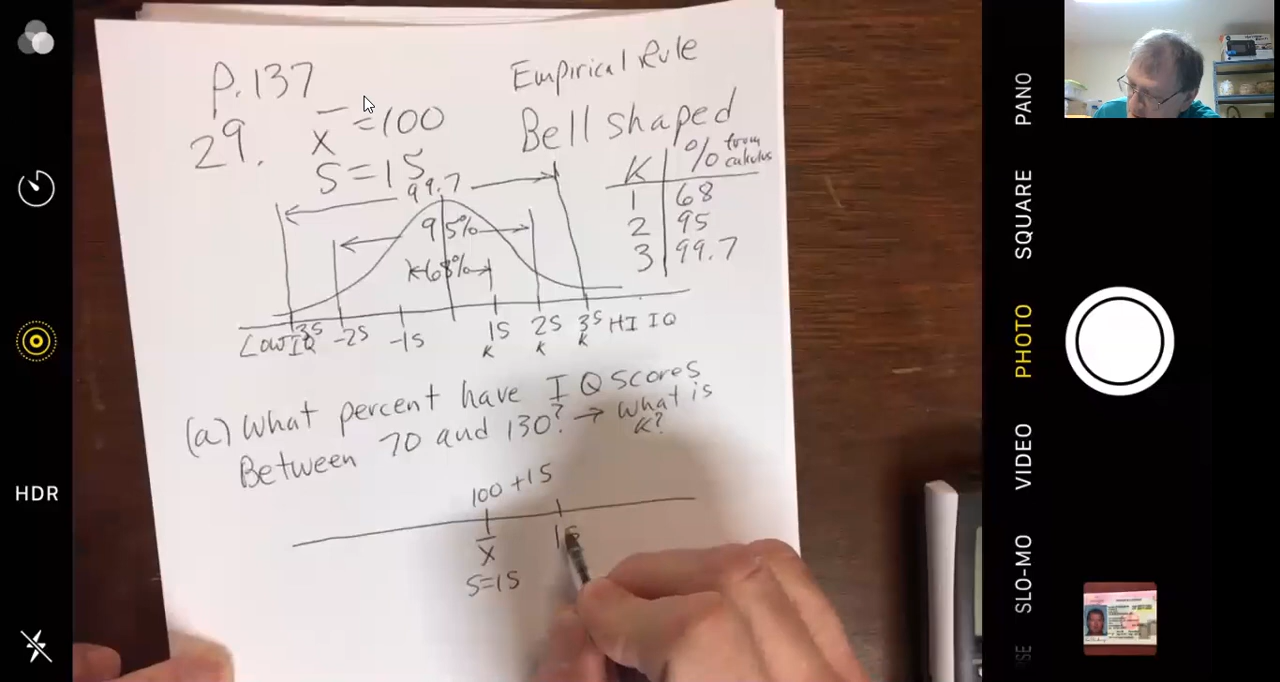 P.137
Empirical Rule
29.
x̄ =100
Bell shaped
S=15
K % from calculus
1 68
2 95
3 99.7
99.7
95%
68%
-3S -2S -1S 1S 2S 3S HI IQ
LOW IQ
K K K
(a) What percent have IQ scores
Between 70 and 130? → What is
K?
100 +15
x̄ 1S
S=15
HDR
PANO
SQUARE
PHOTO
VIDEO
SLO-MO
SE